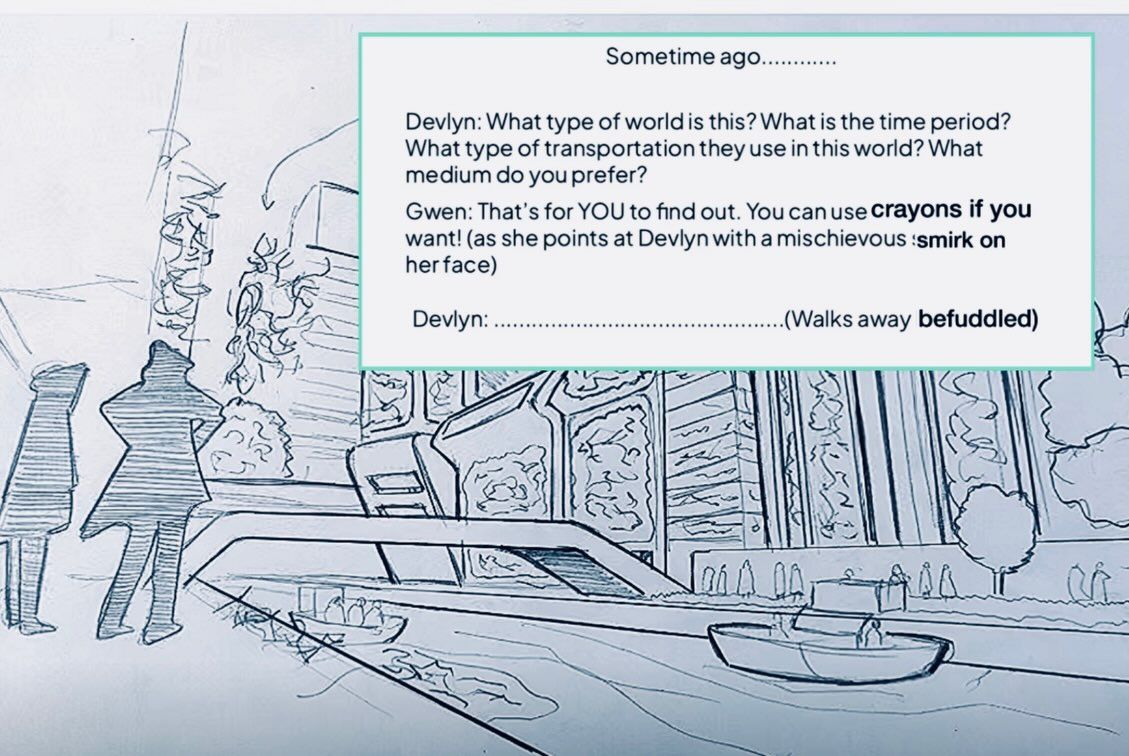 Sometime ago............
Devlyn: What type of world is this? What is the time period?
What type of transportation they use in this world? What
medium do you prefer?
Gwen: That's for YOU to find out. You can use crayons if you
want! (as she points at Devlyn with a mischievous smirk on
her face)
Devlyn: ..............................................(Walks away befuddled)